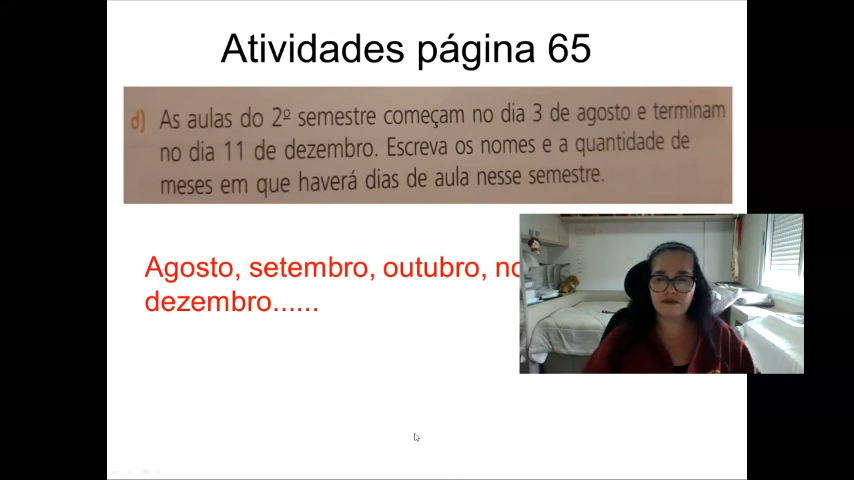 Atividades página 65
d) As aulas do 2º semestre começam no dia 3 de agosto e terminam
no dia 11 de dezembro. Escreva os nomes e a quantidade de
meses em que haverá dias de aula nesse semestre.
Agosto, setembro, outubro,
dezembro......